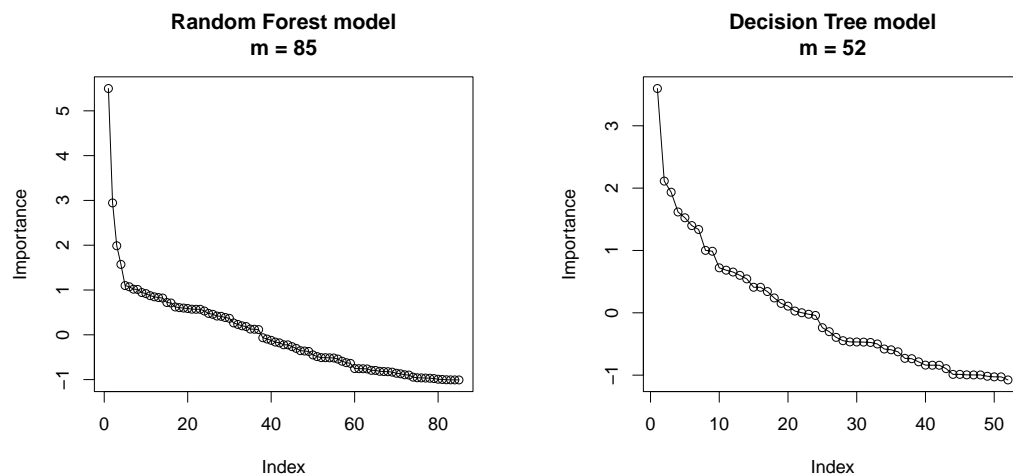 Random Forest model
m = 85
Importance
5
4
3
2
1
0
−1
0
20
40
60
80
Index
Decision Tree model
m = 52
Importance
3
2
1
0
−1
0
10
20
30
40
50
Index